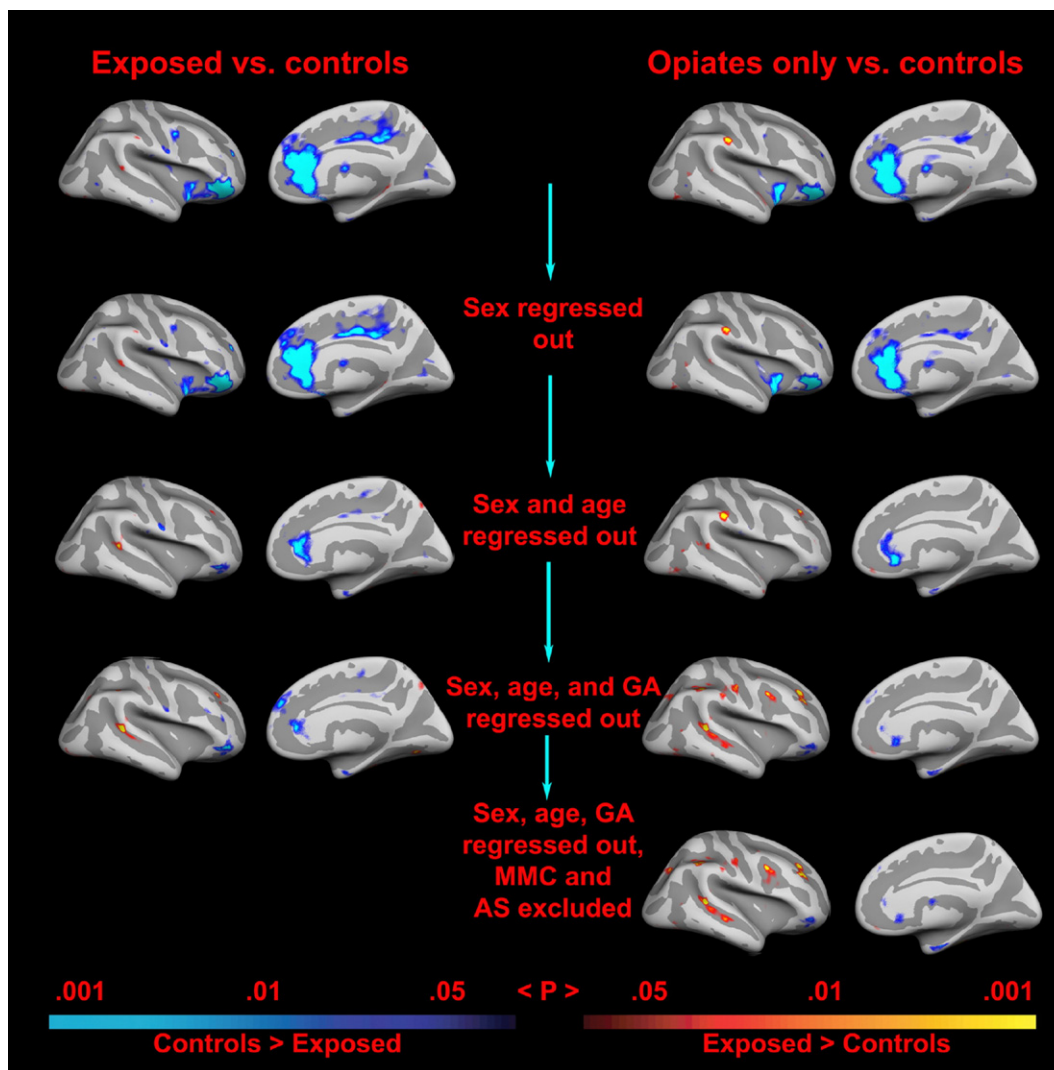 Exposed vs. controls
Opiates only vs. controls
Sex regressed
out
Sex and age
regressed out
Sex, age, and GA
regressed out
Sex, age, GA
regressed out,
MMC and
AS excluded
.001 .01 .05 < P > .05 .01 .001
Controls > Exposed
Exposed > Controls